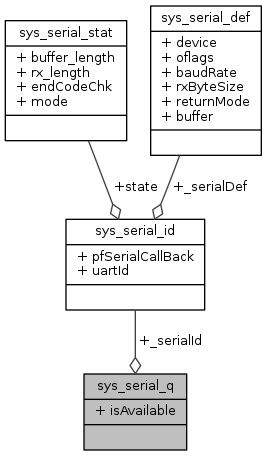 sys_serial_stat
+ buffer_length
+ rx_length
+ endCodeChk
+ mode
sys_serial_def
+ device
+ oflags
+ baudRate
+ rxByteSize
+ returnMode
+ buffer
+state
+_serialDef
sys_serial_id
+ pfSerialCallBack
+ uartId
+_serialId
sys_serial_q
+ isAvailable